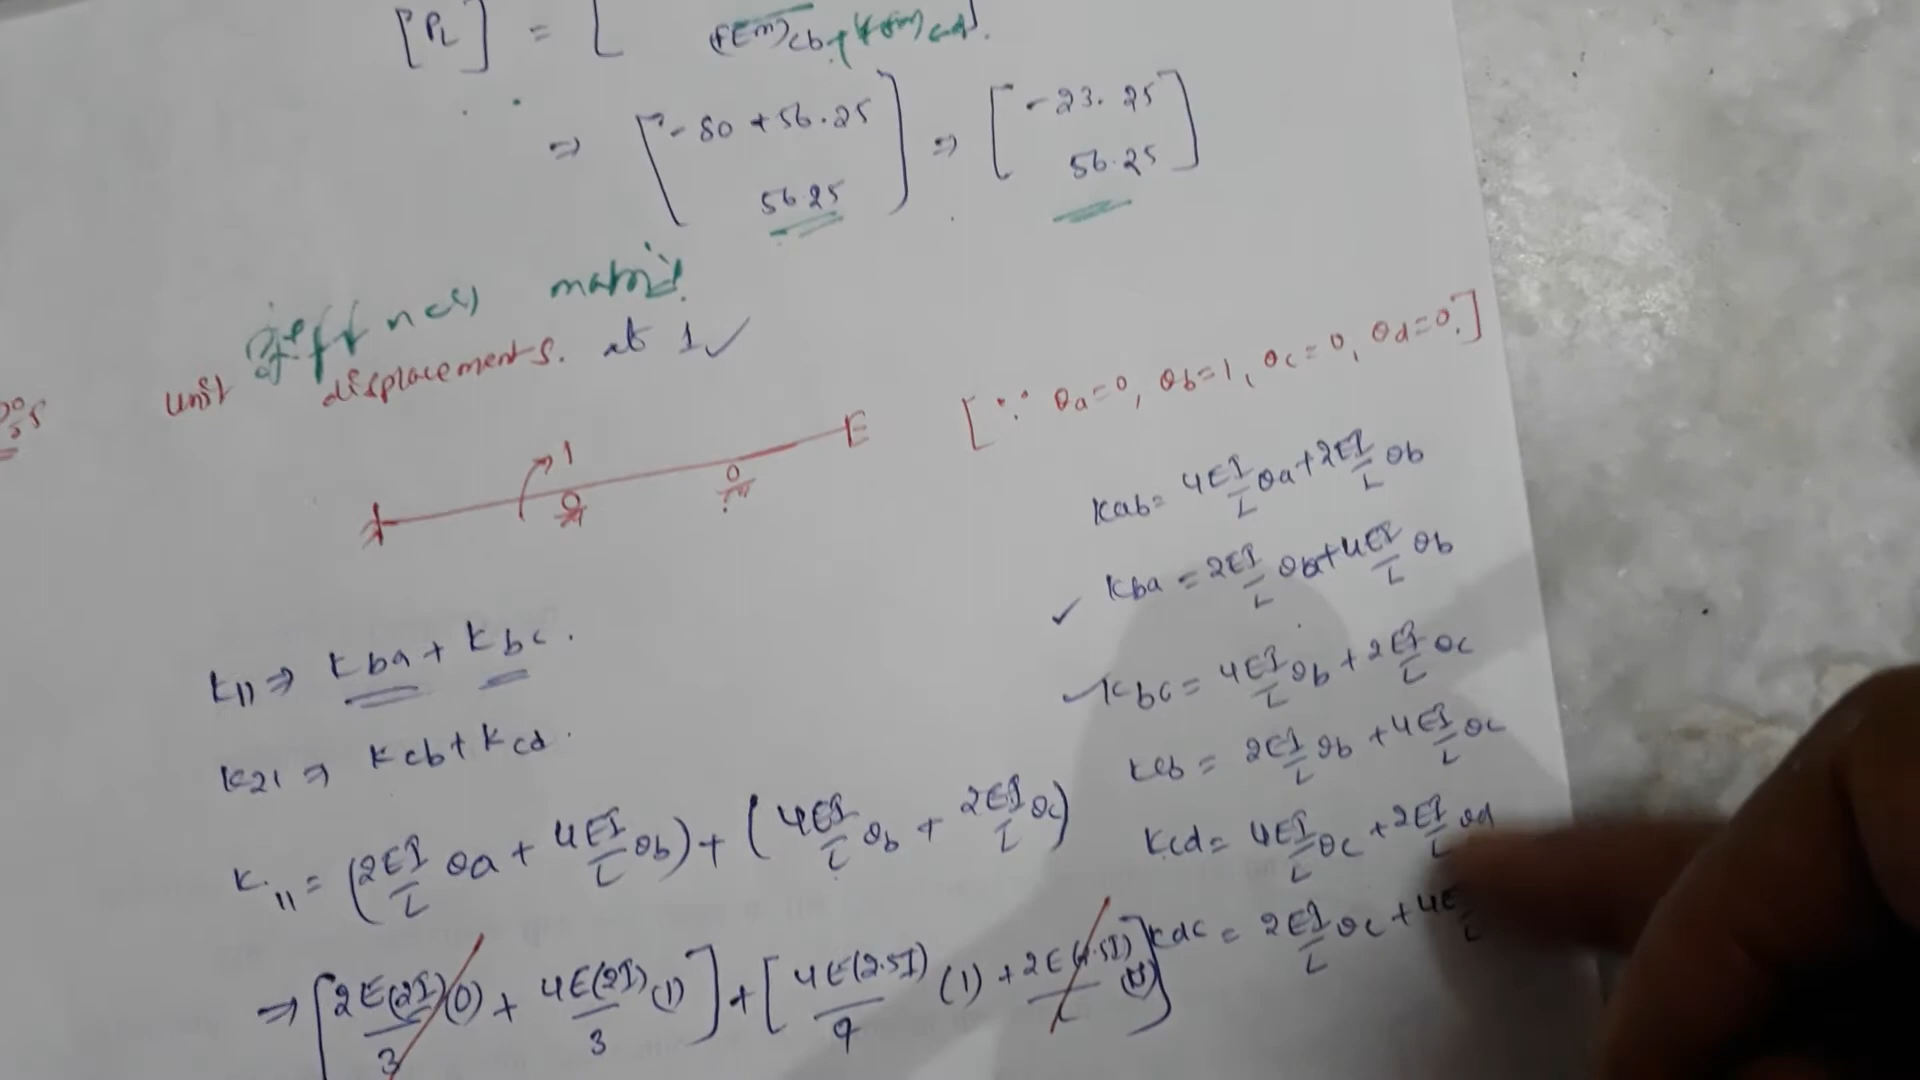 [PL] = [ (FEM)cb + (FEM)cd ].
⇒ [ -80 + 56.25
56.25 ] ⇒ [ -23.25
56.25 ]
matrix
unit displacements. at 1 ✓
[∵ θa=0, θb=1, θc=0, θd=0.]
1
Kab = 4EI/L θa + 2EI/L θb
✓ Kba = 2EI/L θa + 4EI/L θb
✓ Kbc = 4EI/L θb + 2EI/L θc
Kcb = 2EI/L θb + 4EI/L θc
Kcd = 4EI/L θc + 2EI/L θd
Kdc = 2EI/L θc + 4E
K11 ⇒ Kba + Kbc.
K21 ⇒ Kcb + Kcd.
K11 = (2EI/L θa + 4EI/L θb) + (4EI/L θb + 2EI/L θc)
⇒ [2E(2I)/3 (0) + 4E(2I)/3 (1)] + [4E(2.5I)/9 (1) + 2E(2.5I)